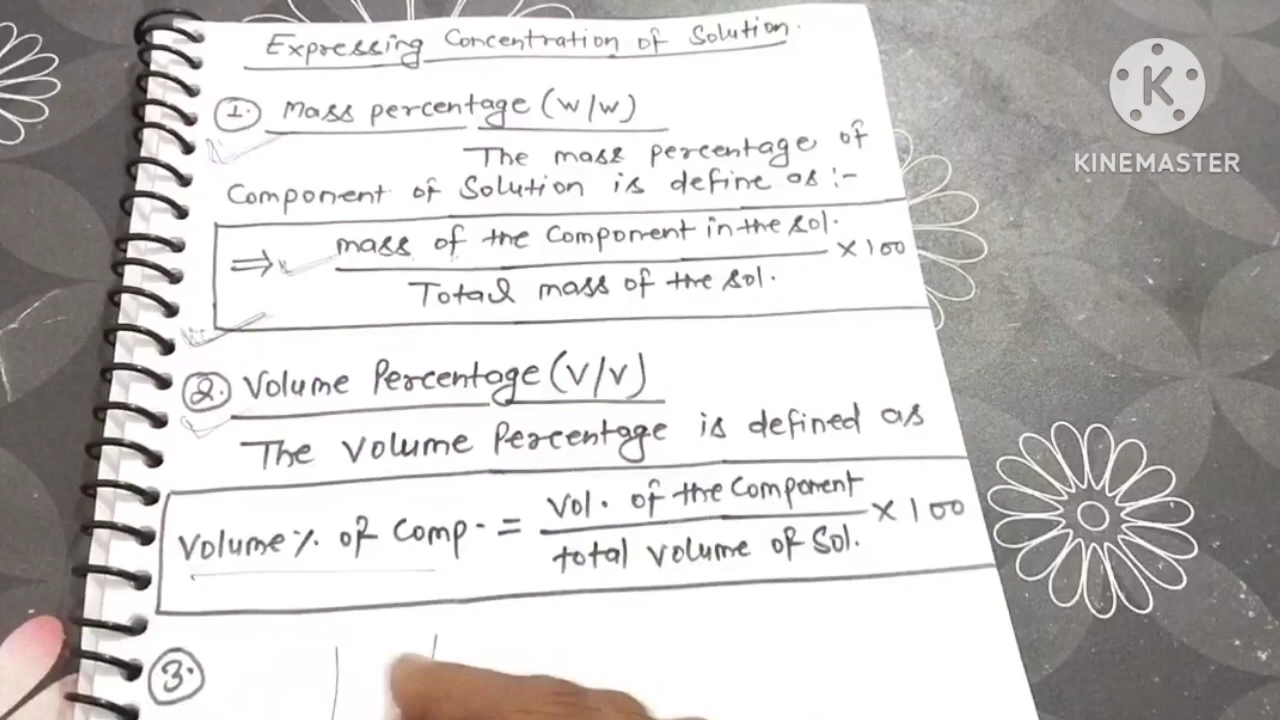 Expressing Concentration of Solution.
1. Mass percentage (w/w)
The mass percentage of
Component of Solution is define as :-
⇒ mass of the Component in the sol.
× 100
Total mass of the sol.
2. Volume Percentage (v/v)
The Volume Percentage is defined as
Volume % of Comp. = Vol. of the Component
× 100
total volume of Sol.
3.
K
KINEMASTER